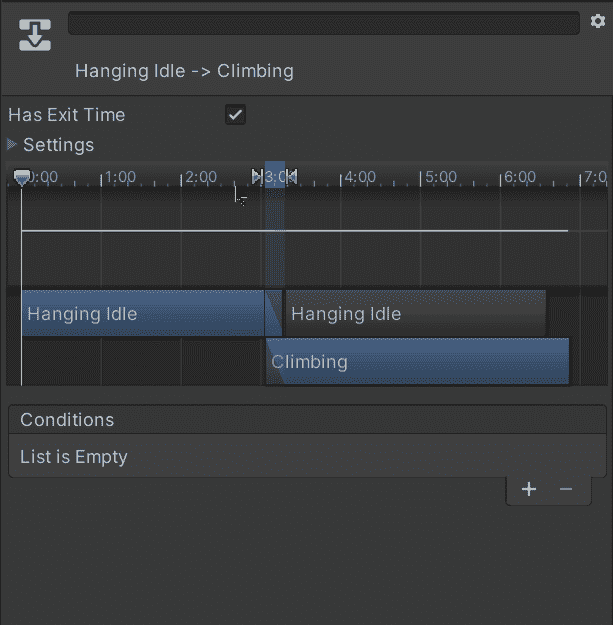 Hanging Idle -> Climbing
Has Exit Time
Settings
0:00 1:00 2:00 3:0 4:00 5:00 6:00 7:0
Hanging Idle Hanging Idle
Climbing
Conditions
List is Empty